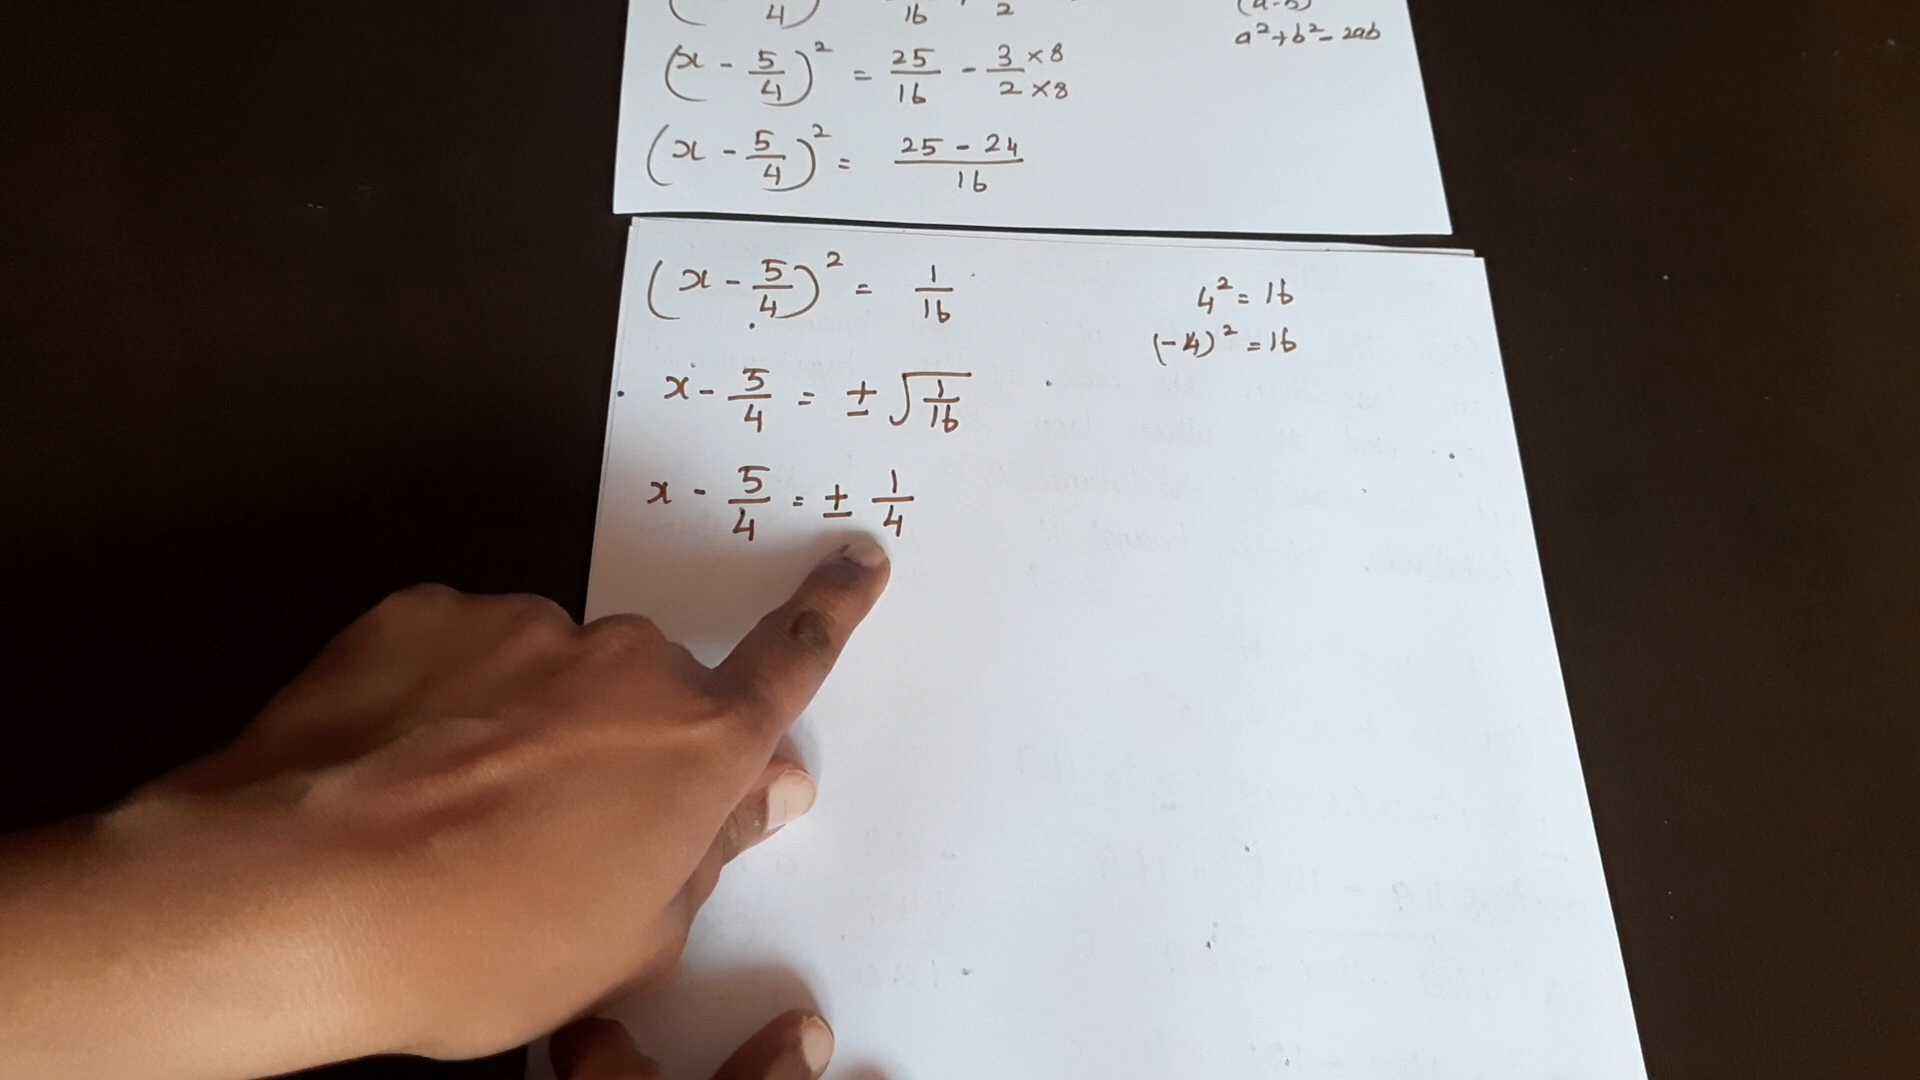 (x - 5/4)² = 25/16 - 3×8/2×8
(x - 5/4)² = (25 - 24)/16
a² + b² - 2ab
(x - 5/4)² = 1/16
x - 5/4 = ± √(1/16)
x - 5/4 = ± 1/4
4² = 16
(-4)² = 16